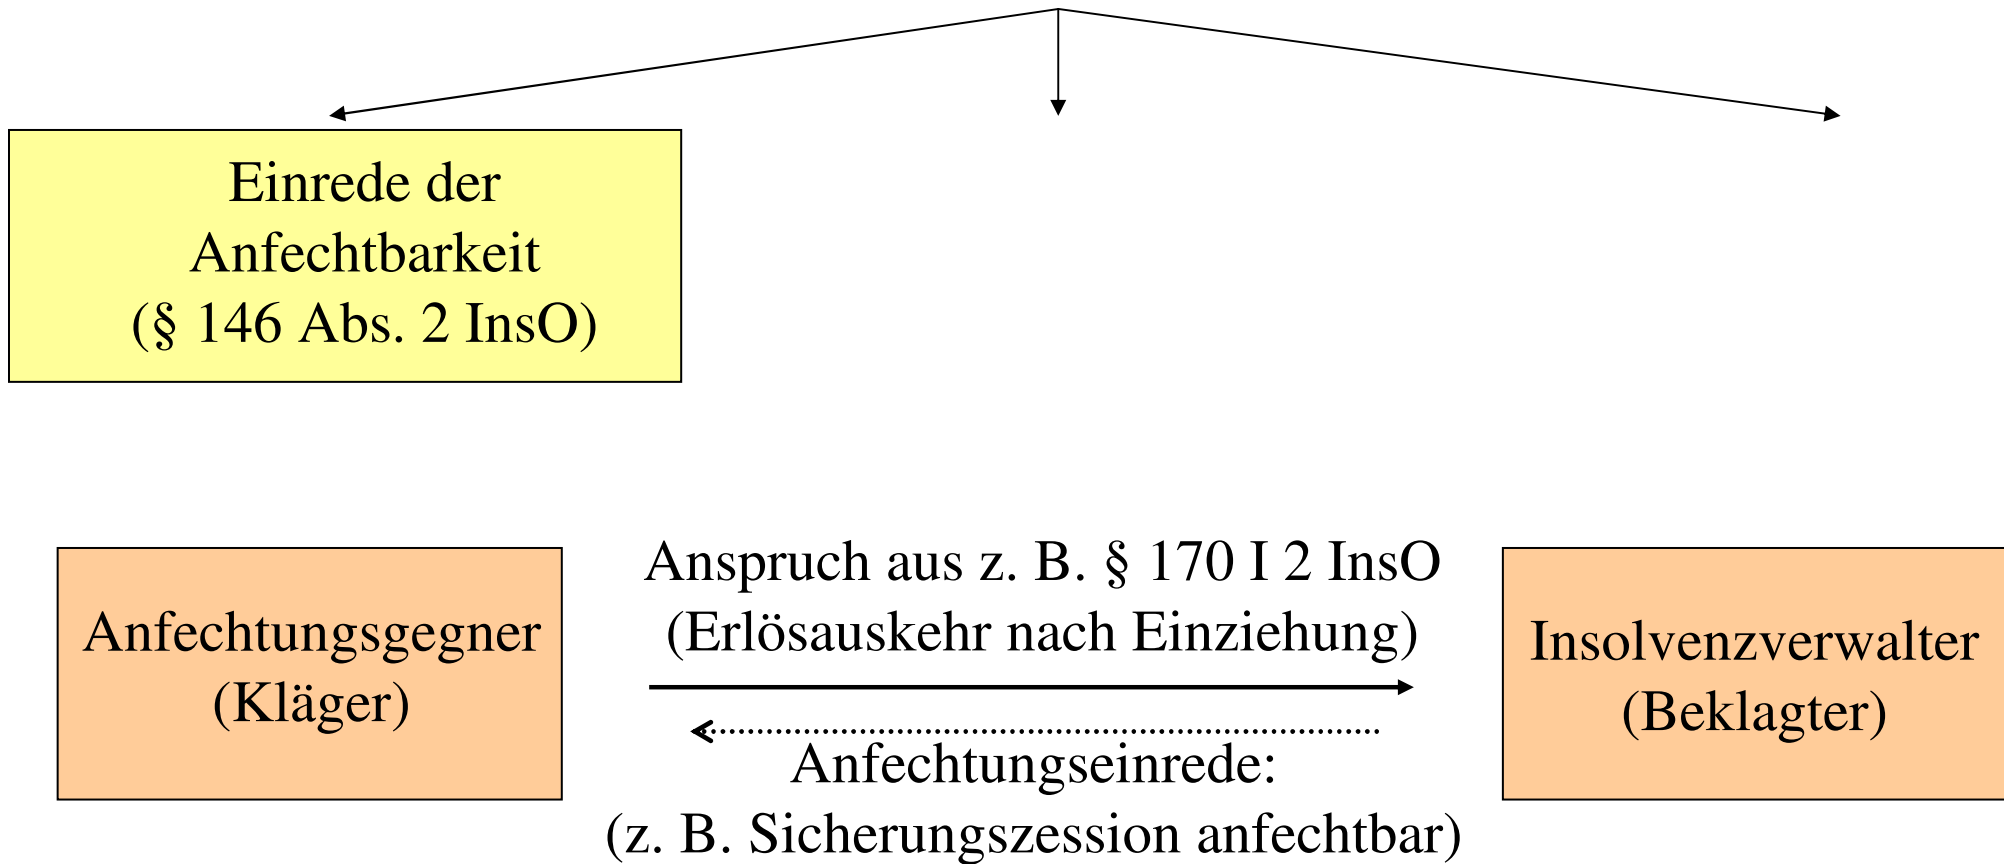 Einrede der
Anfechtbarkeit
(§ 146 Abs. 2 InsO)
Anspruch aus z. B. § 170 I 2 InsO
(Erlösauskehr nach Einziehung)
Anfechtungsgegner
(Kläger)
Insolvenzverwalter
(Beklagter)
Anfechtungseinrede:
(z. B. Sicherungszession anfechtbar)